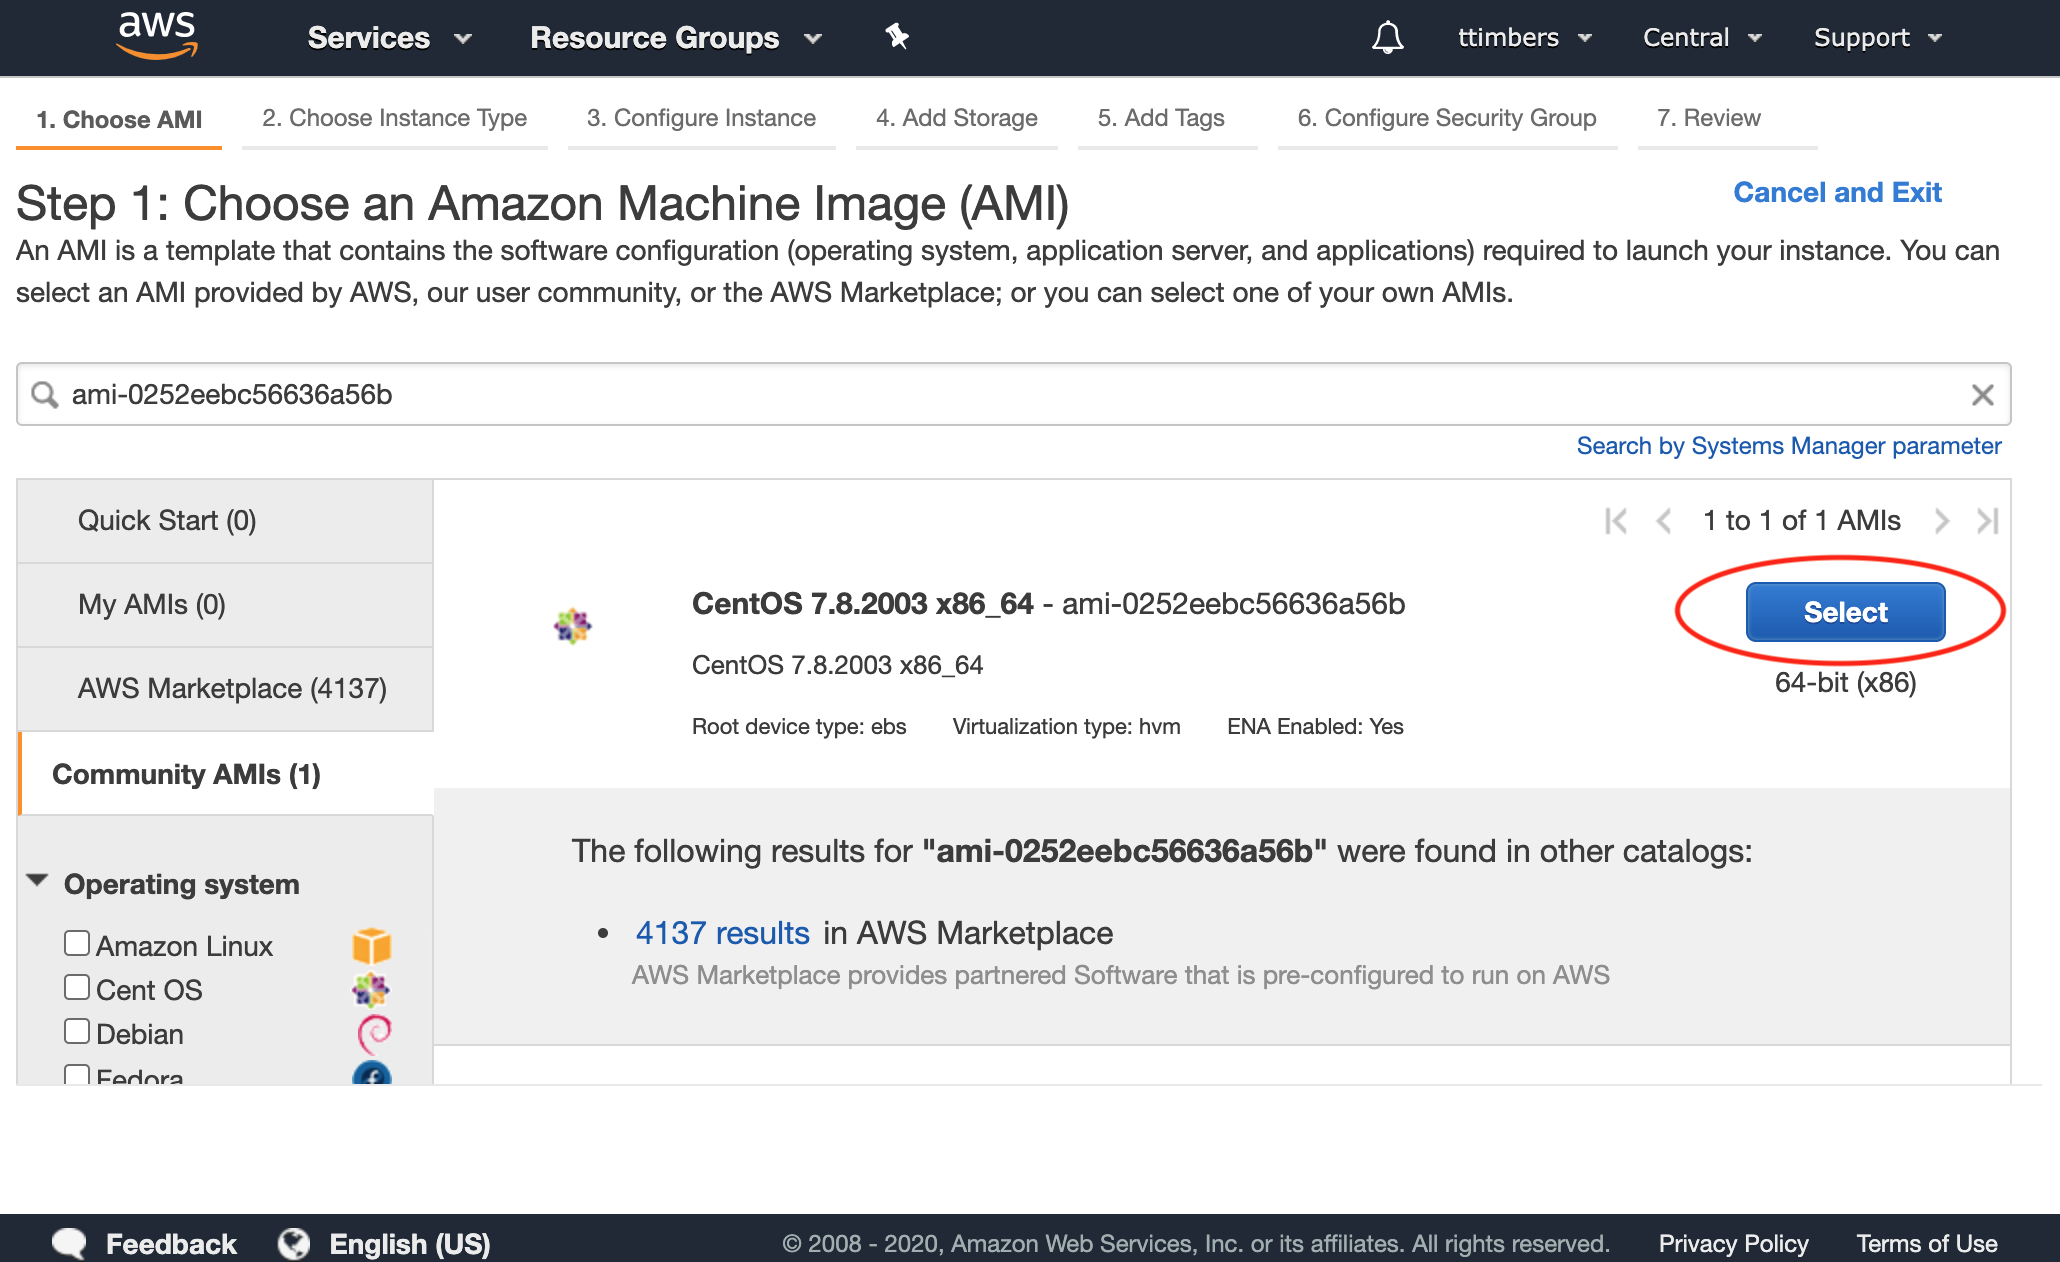 aws Services Resource Groups ttimbers Central Support
1. Choose AMI 2. Choose Instance Type 3. Configure Instance 4. Add Storage 5. Add Tags 6. Configure Security Group 7. Review
Step 1: Choose an Amazon Machine Image (AMI)
Cancel and Exit
An AMI is a template that contains the software configuration (operating system, application server, and applications) required to launch your instance. You can
select an AMI provided by AWS, our user community, or the AWS Marketplace; or you can select one of your own AMIs.
ami-0252eebc56636a56b
Search by Systems Manager parameter
Quick Start (0)
My AMIs (0)
AWS Marketplace (4137)
Community AMIs (1)
Operating system
Amazon Linux
Cent OS
Debian
Fedora
1 to 1 of 1 AMIs
CentOS 7.8.2003 x86_64 - ami-0252eebc56636a56b
Select
CentOS 7.8.2003 x86_64
64-bit (x86)
Root device type: ebs Virtualization type: hvm ENA Enabled: Yes
The following results for "ami-0252eebc56636a56b" were found in other catalogs:
• 4137 results in AWS Marketplace
AWS Marketplace provides partnered Software that is pre-configured to run on AWS
Feedback English (US) © 2008 - 2020, Amazon Web Services, Inc. or its affiliates. All rights reserved. Privacy Policy Terms of Use